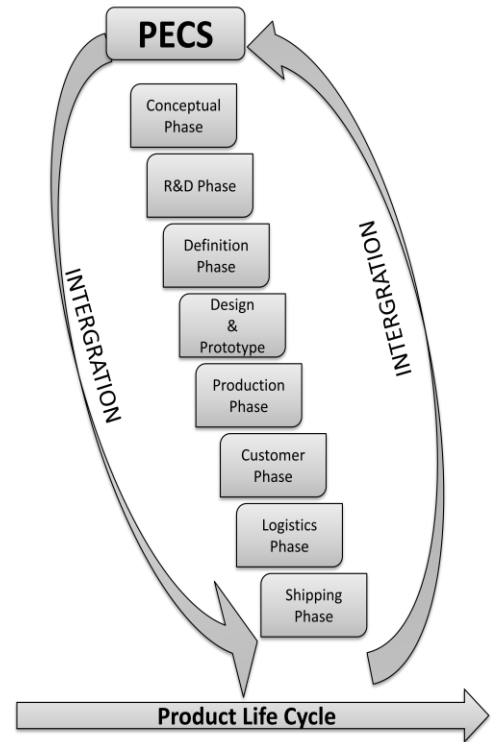 PECS
Conceptual
Phase
R&D Phase
Definition
Phase
Design
&
Prototype
Production
Phase
Customer
Phase
Logistics
Phase
Shipping
Phase
INTERGRATION
INTERGRATION
Product Life Cycle